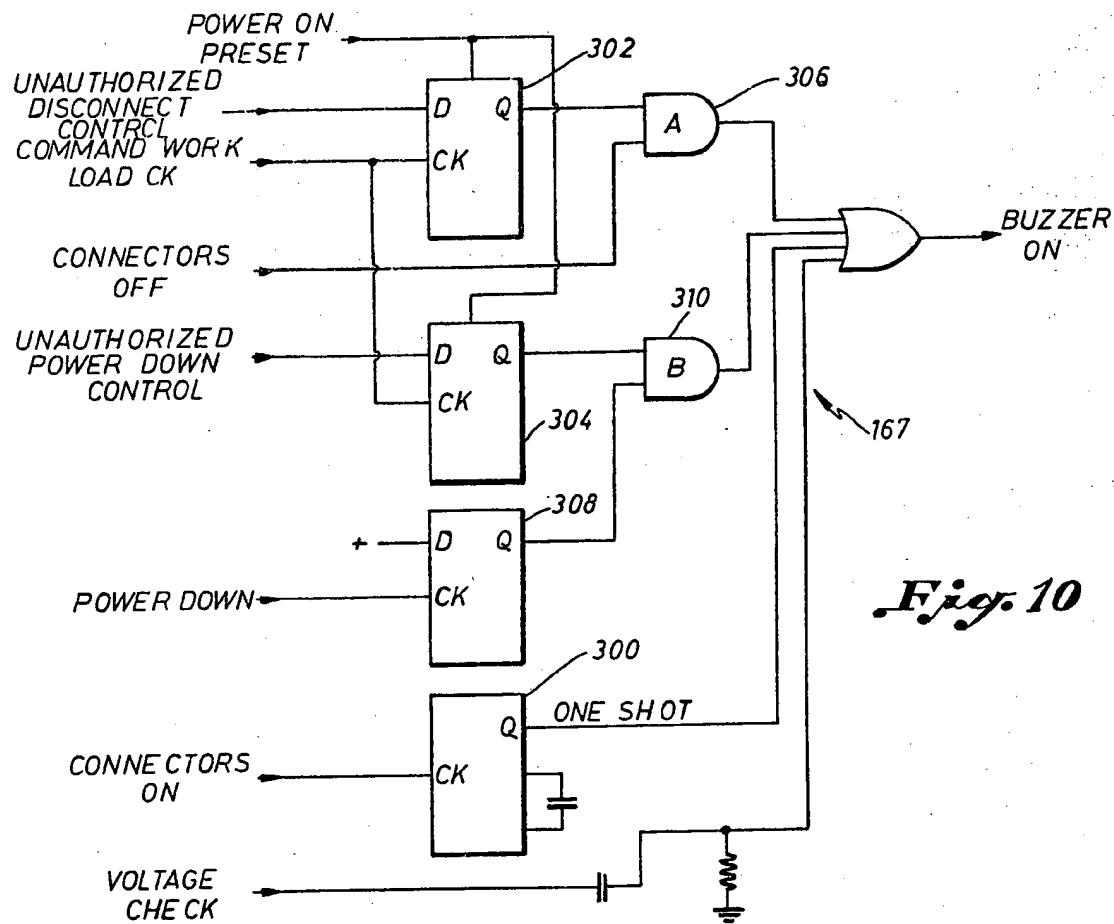 POWER ON
PRESET
302
UNAUTHORIZED
DISCONNECT
CONTRCL
COMMAND WORK
LOAD CK
D Q
CK
A
306
CONNECTORS
OFF
BUZZER
ON
310
UNAUTHORIZED
POWER DOWN
CONTROL
D Q
CK
B
304
167
308
+
D Q
CK
POWER DOWN
Fig. 10
300
Q
ONE SHOT
CONNECTORS
ON
CK
VOLTAGE
CHECK